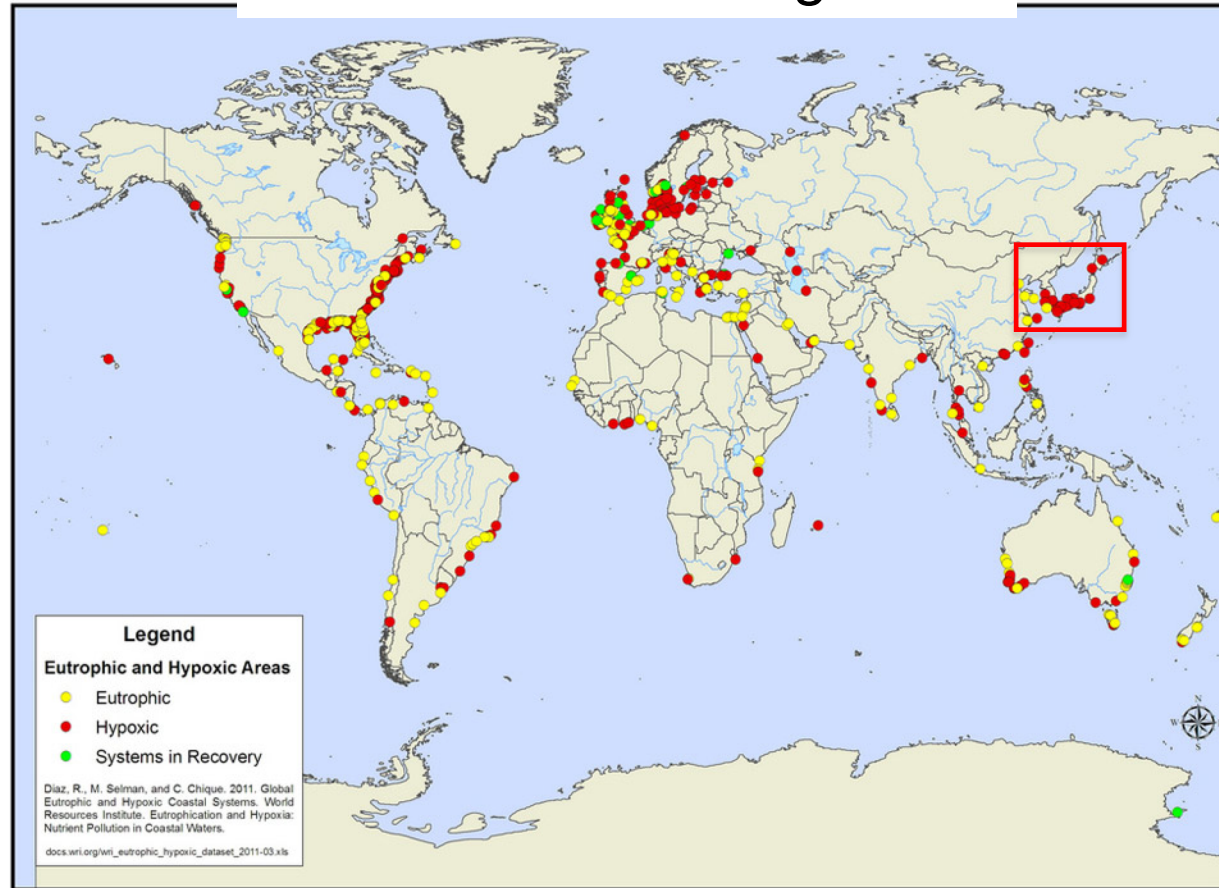 Legend
Eutrophic and Hypoxic Areas
Eutrophic
Hypoxic
Systems in Recovery
Diaz, R., M. Selman, and C. Chique. 2011. Global
Eutrophic and Hypoxic Coastal Systems. World
Resources Institute. Eutrophication and Hypoxia:
Nutrient Pollution in Coastal Waters.
docs.wri.org/wri_eutrophic_hypoxic_dataset_2011-03.xls
N
W
E
S